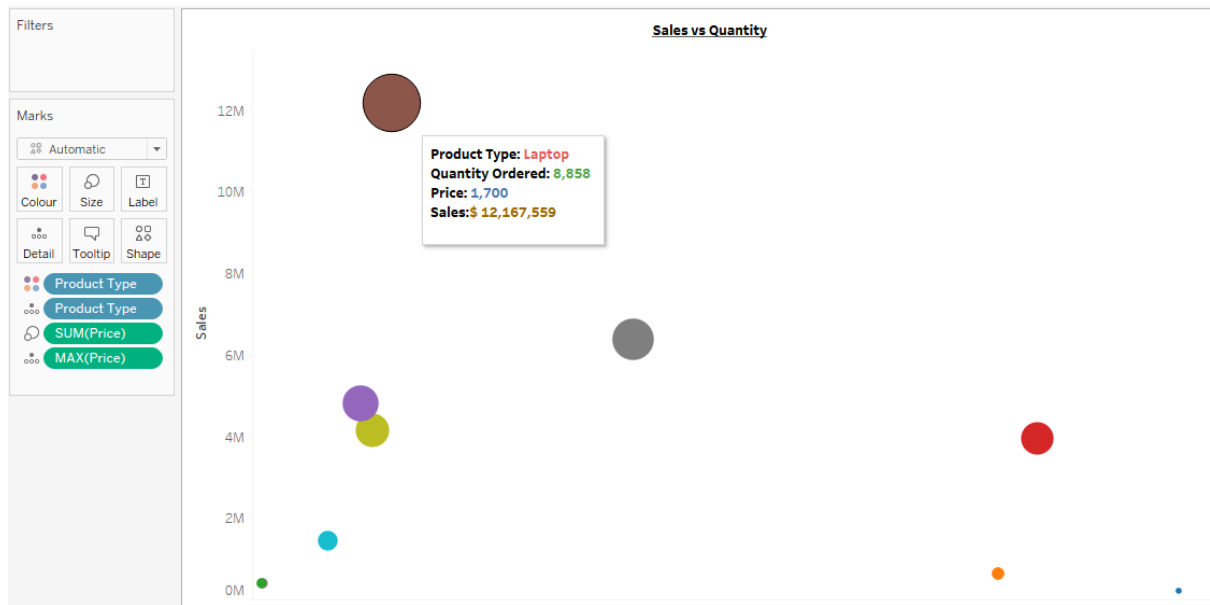 Filters
Marks
Automatic
Colour Size Label
Detail Tooltip Shape
Product Type
Product Type
SUM(Price)
MAX(Price)
Sales vs Quantity
12M
10M
8M
6M
4M
2M
0M
Sales
Product Type: Laptop
Quantity Ordered: 8,858
Price: 1,700
Sales:$ 12,167,559